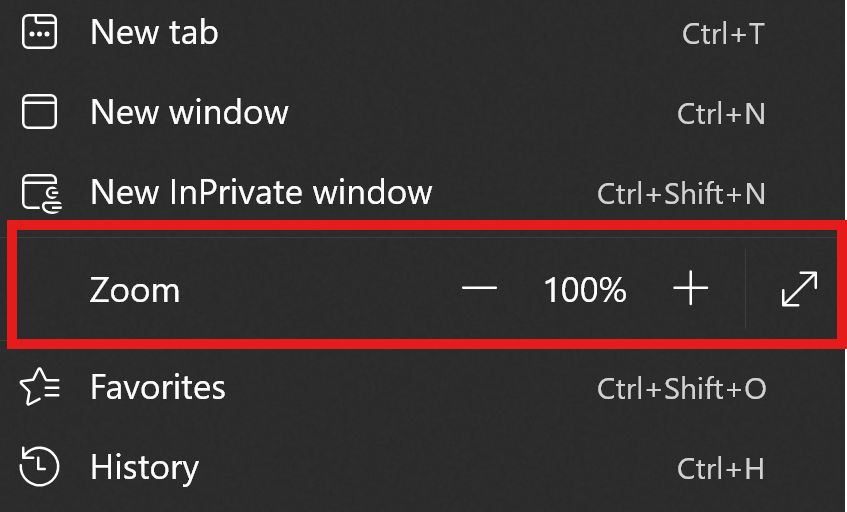 New tab Ctrl+T
New window Ctrl+N
New InPrivate window Ctrl+Shift+N
Zoom — 100% +
Favorites Ctrl+Shift+O
History Ctrl+H